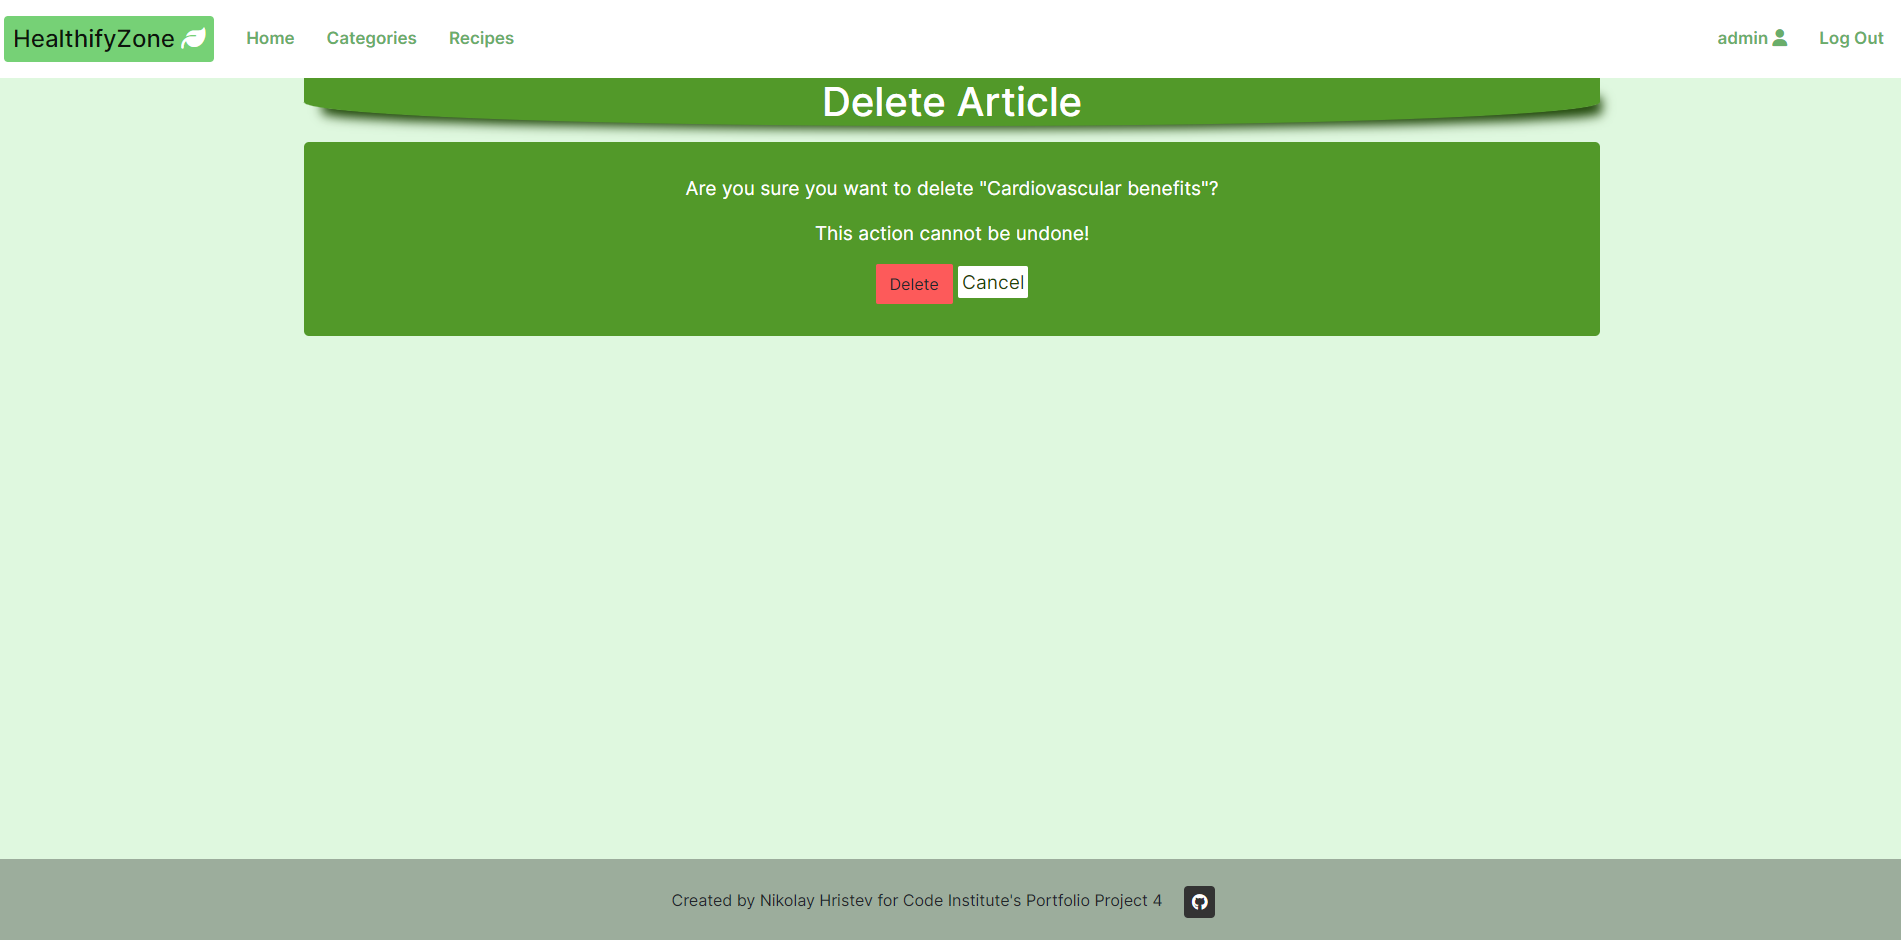 HealthifyZone
Home
Categories
Recipes
admin
Log Out
Delete Article
Are you sure you want to delete "Cardiovascular benefits"?
This action cannot be undone!
Delete
Cancel
Created by Nikolay Hristev for Code Institute's Portfolio Project 4